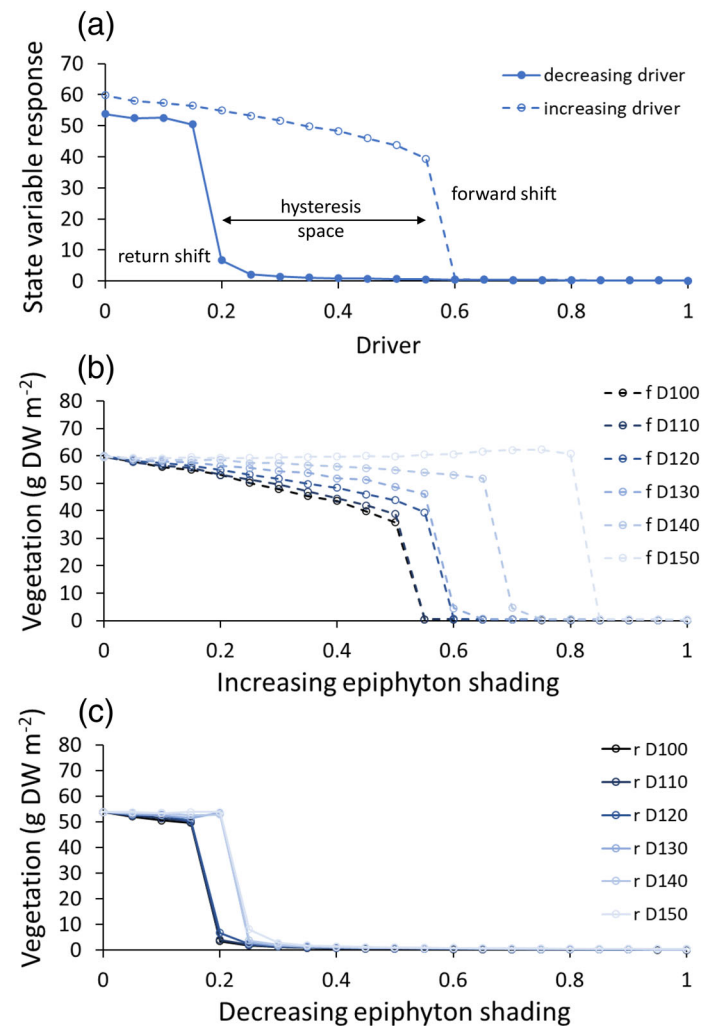 (a)
State variable response
70
60
50
40
30
20
10
0
decreasing driver
increasing driver
hysteresis
space
forward shift
return shift
0 0.2 0.4 0.6 0.8 1
Driver
(b)
Vegetation (g DW m⁻²)
80
70
60
50
40
30
20
10
0
f D100
f D110
f D120
f D130
f D140
f D150
0 0.2 0.4 0.6 0.8 1
Increasing epiphyton shading
(c)
Vegetation (g DW m⁻²)
80
70
60
50
40
30
20
10
0
r D100
r D110
r D120
r D130
r D140
r D150
0 0.2 0.4 0.6 0.8 1
Decreasing epiphyton shading